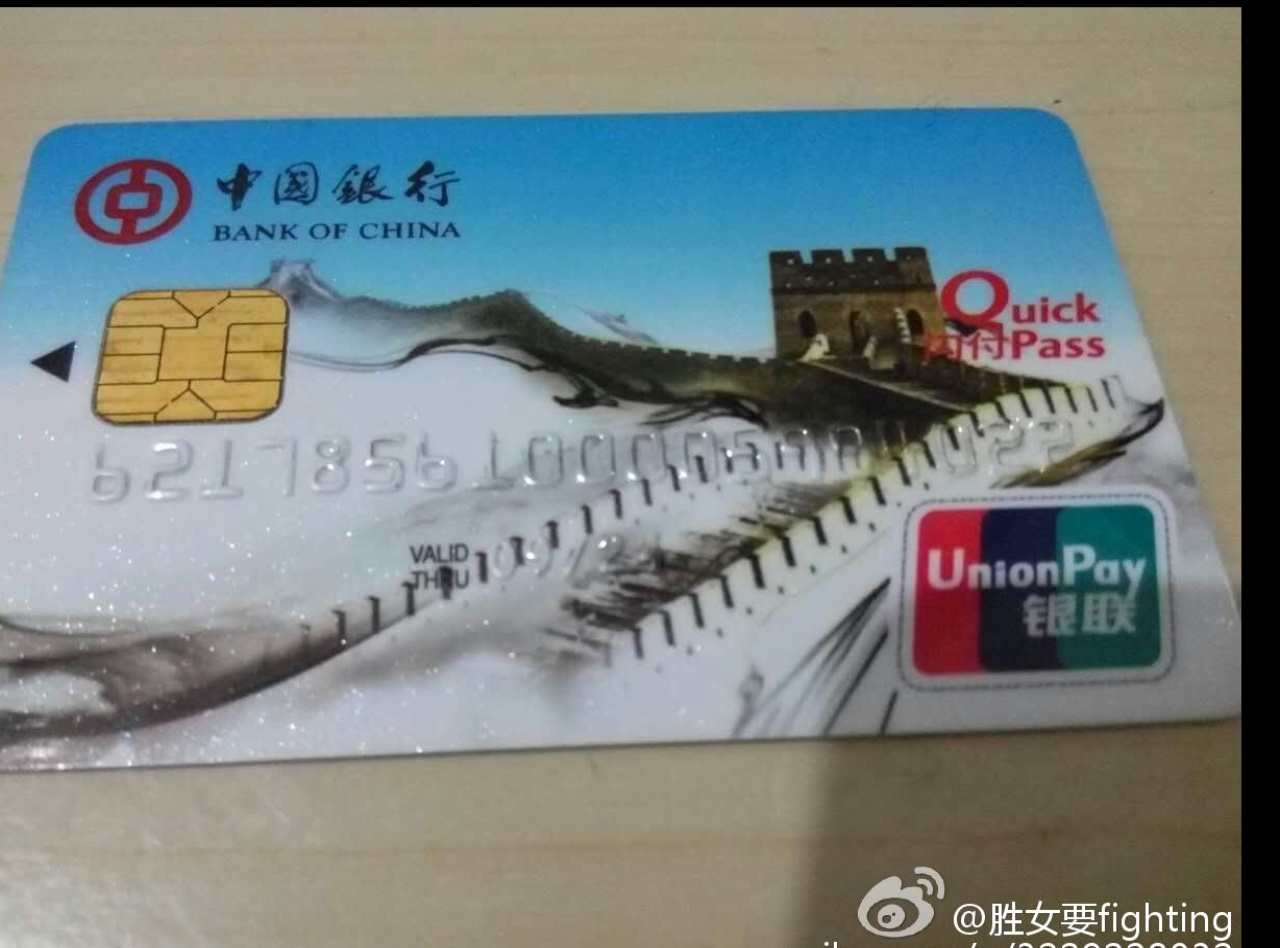 中国銀行
BANK OF CHINA
Quick
闪付Pass
VALID
THRU
UnionPay
银联
@胜女要fighting